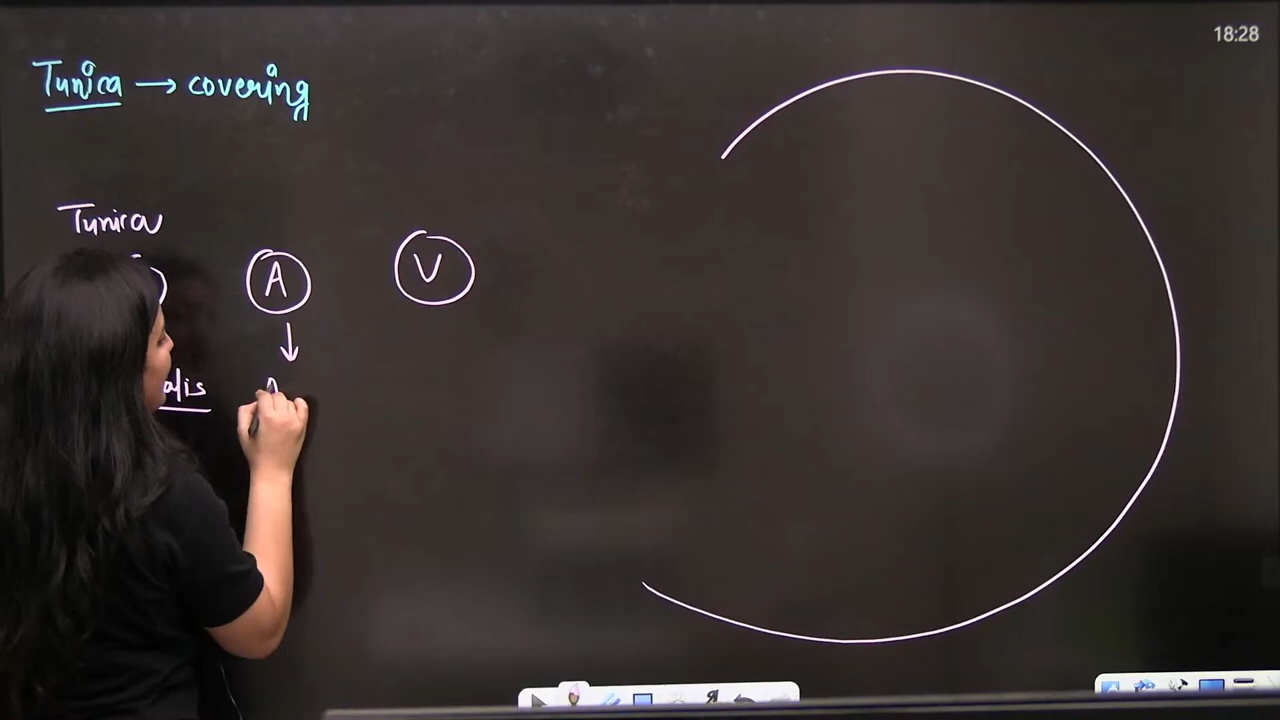 18:28
Tunica → covering
Tunica
A
V
↓
alis